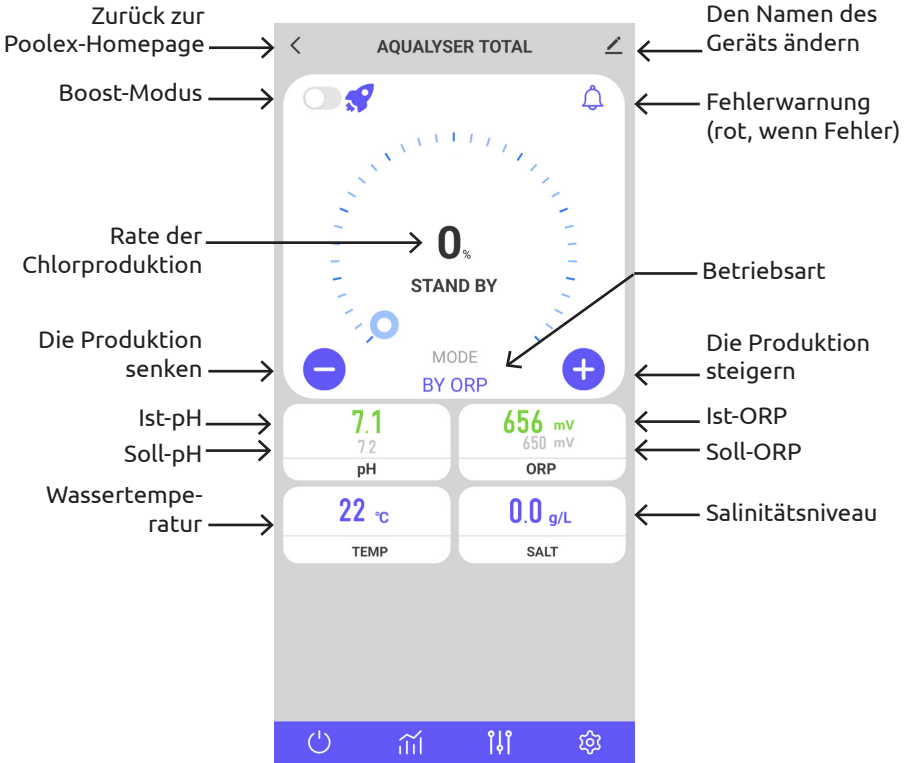 Zurück zur
Poolex-Homepage
Den Namen des
Geräts ändern
AQUALYSER TOTAL
Boost-Modus
Fehlerwarnung
(rot, wenn Fehler)
Rate der
Chlorproduktion
0%
STAND BY
Betriebsart
Die Produktion
senken
MODE
BY ORP
Die Produktion
steigern
Ist-pH
Soll-pH
7.1
7.2
pH
656 mV
650 mV
ORP
Ist-ORP
Soll-ORP
Wassertempe-
ratur
22 °C
TEMP
0.0 g/L
SALT
Salinitätsniveau